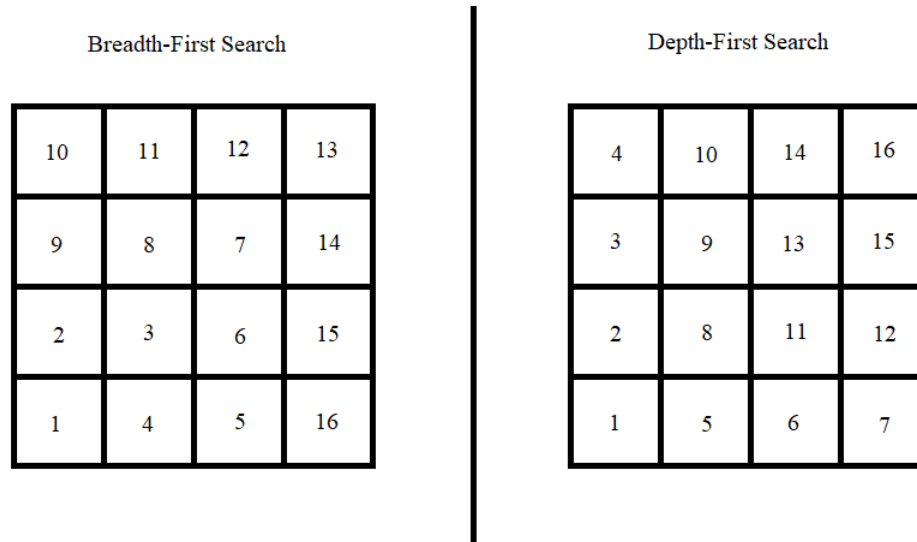 Breadth-First Search
10 11 12 13
9 8 7 14
2 3 6 15
1 4 5 16
Depth-First Search
4 10 14 16
3 9 13 15
2 8 11 12
1 5 6 7